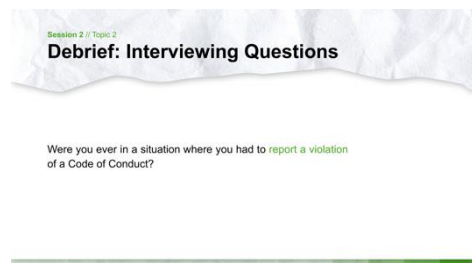 Session 2 // Topic 2
Debrief: Interviewing Questions
Were you ever in a situation where you had to report a violation
of a Code of Conduct?